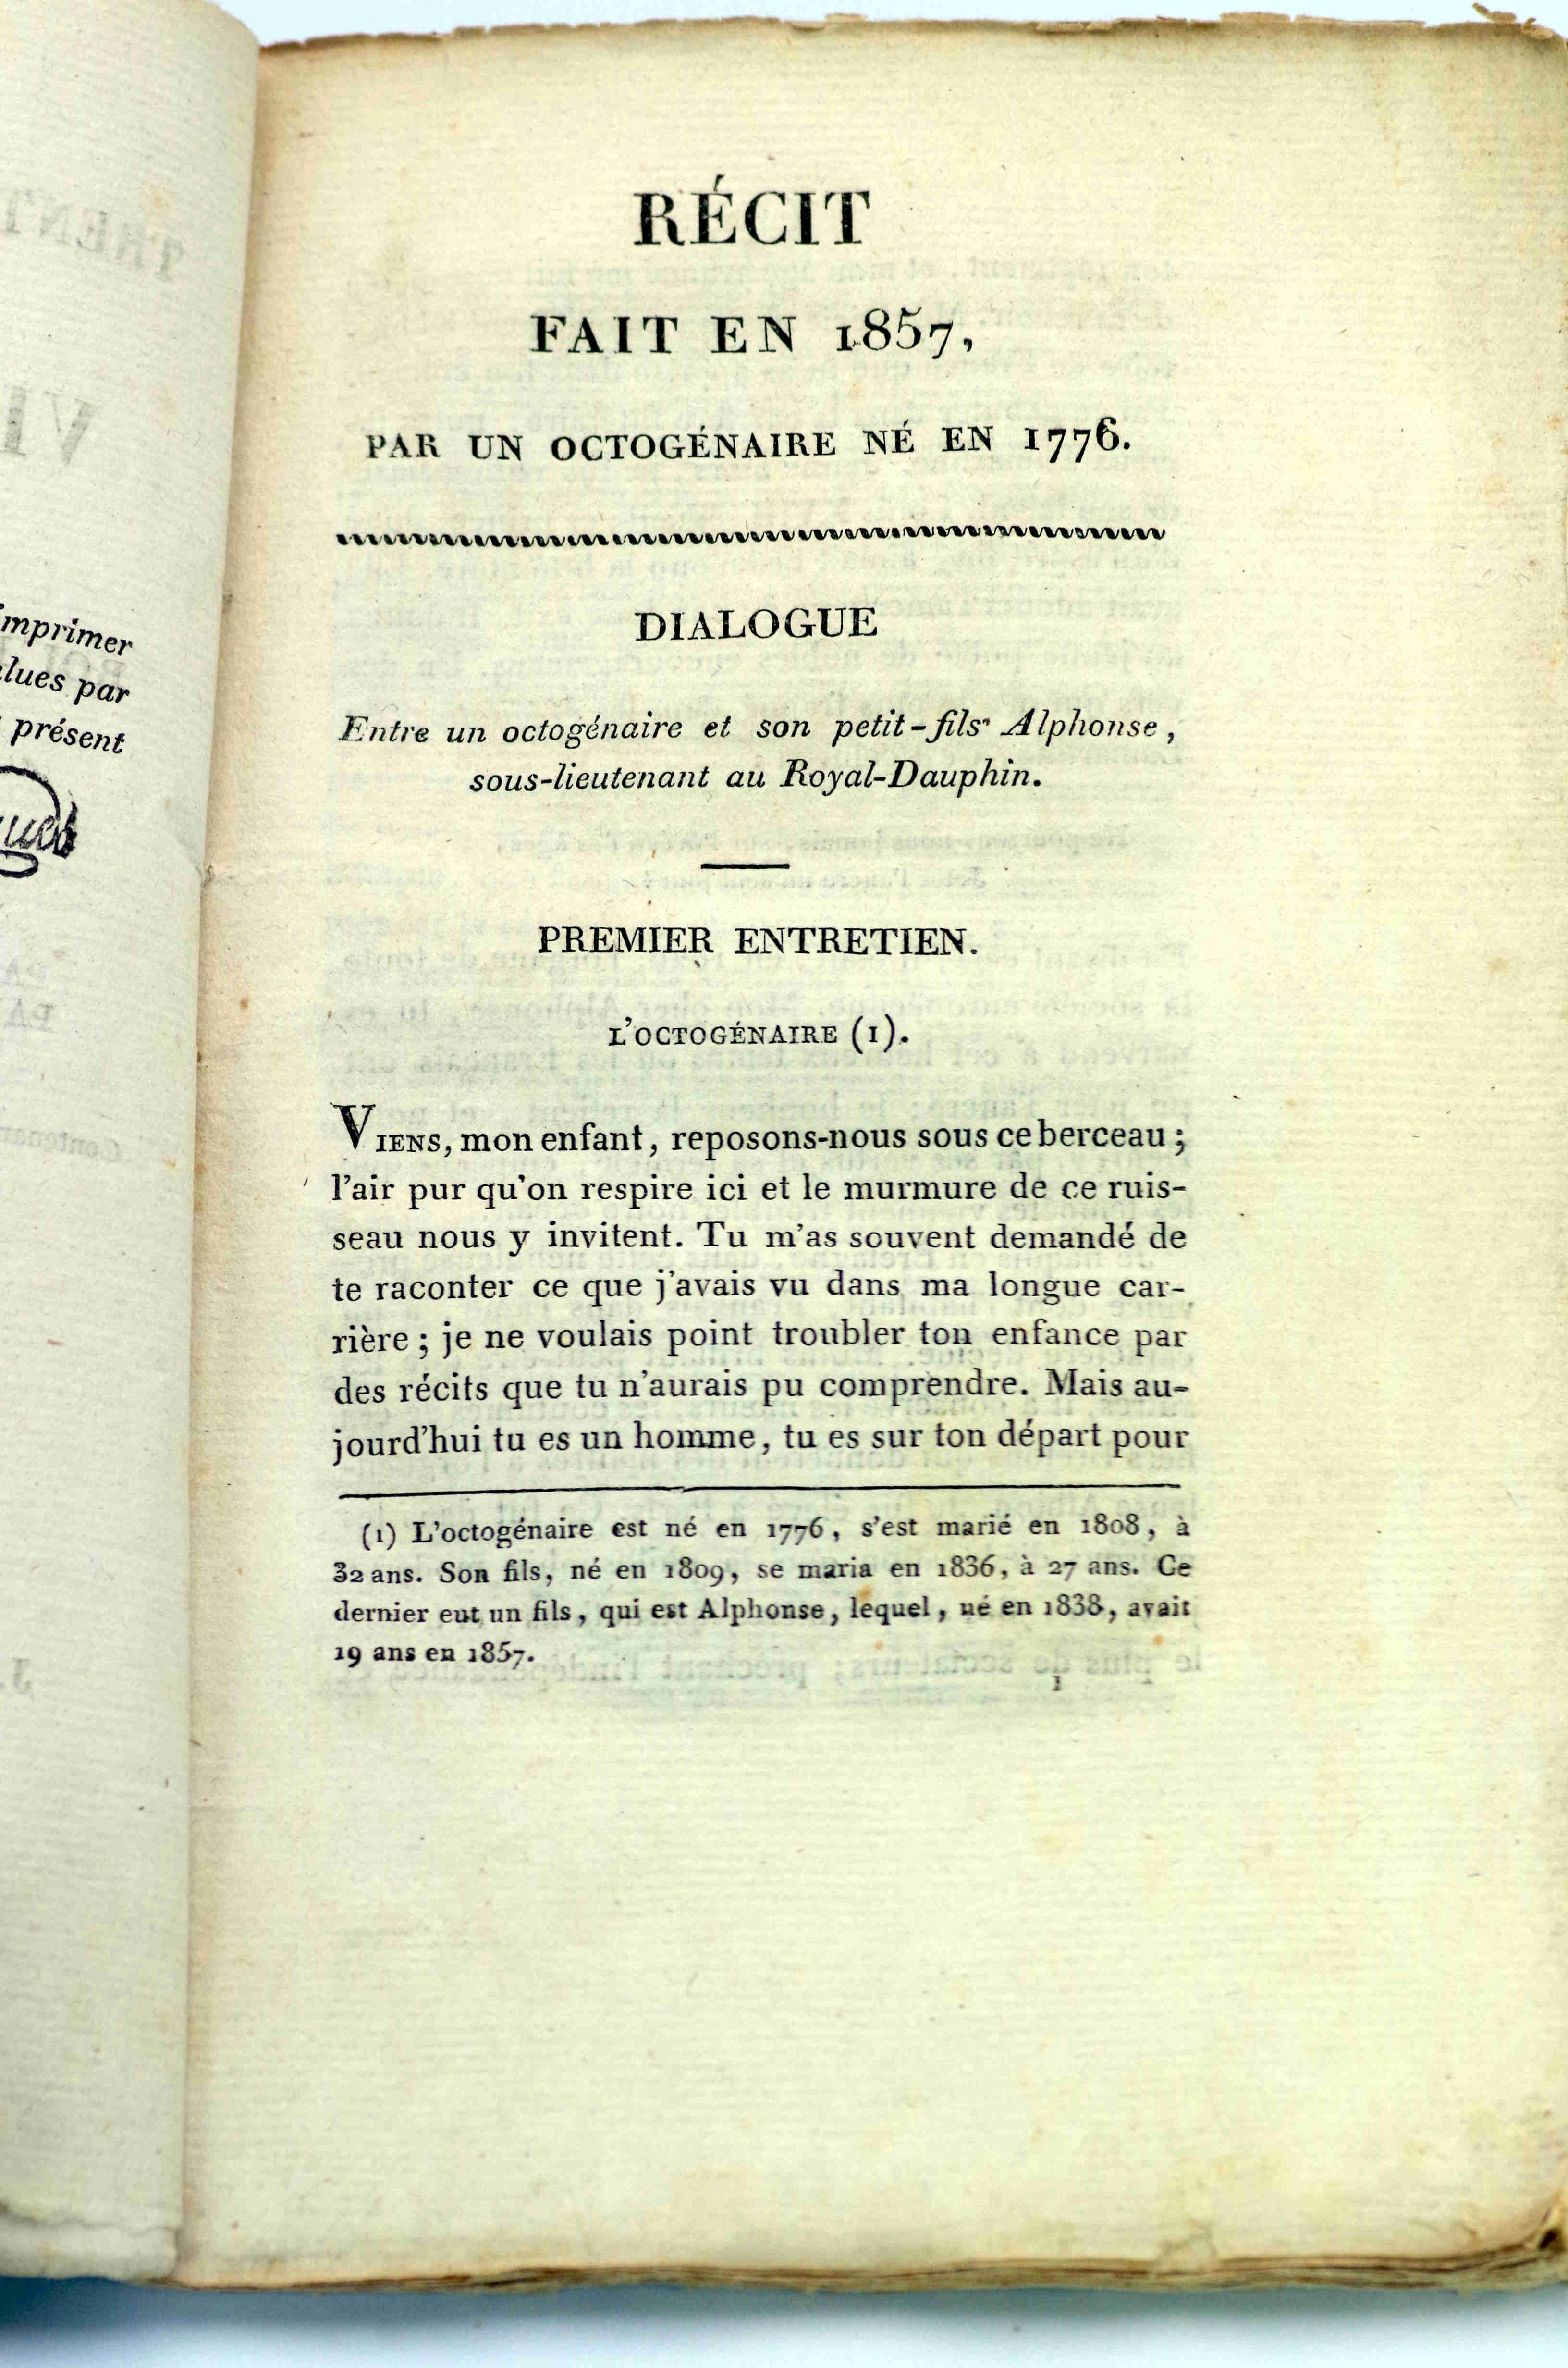 imprimer
lues par
présent
RÉCIT
FAIT EN 1857,
PAR UN OCTOGÉNAIRE NÉ EN 1776.
DIALOGUE
Entre un octogénaire et son petit-fils Alphonse,
sous-lieutenant au Royal-Dauphin.
PREMIER ENTRETIEN.
L'OCTOGÉNAIRE (1).
VIENS, mon enfant, reposons-nous sous ce berceau;
l'air pur qu'on respire ici et le murmure de ce ruis-
seau nous y invitent. Tu m'as souvent demandé de
te raconter ce que j'avais vu dans ma longue car-
rière; je ne voulais point troubler ton enfance par
des récits que tu n'aurais pu comprendre. Mais au-
jourd'hui tu es un homme, tu es sur ton départ pour
(1) L'octogénaire est né en 1776, s'est marié en 1808, à
32 ans. Son fils, né en 1809, se maria en 1836, à 27 ans. Ce
dernier eut un fils, qui est Alphonse, lequel, né en 1838, avait
19 ans en 1857.
1